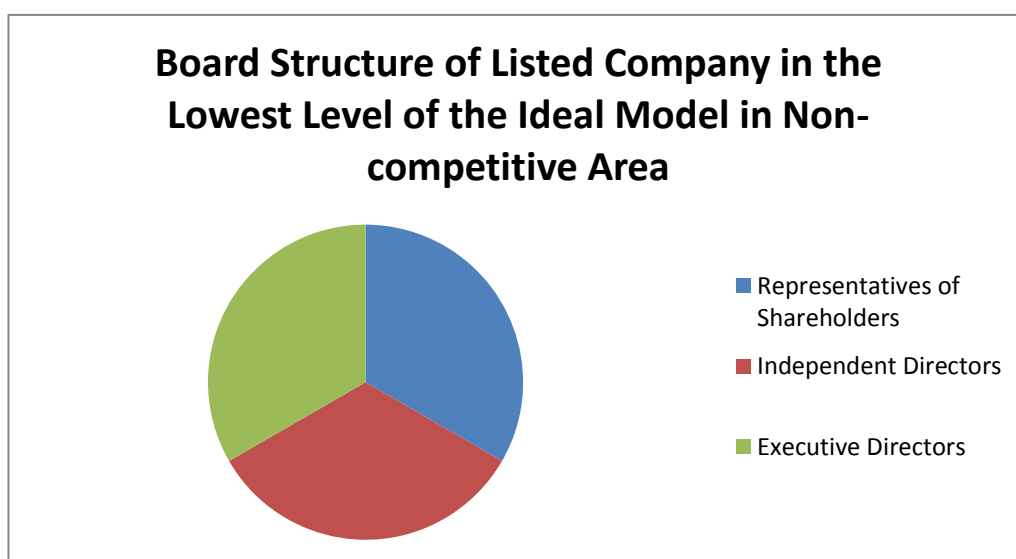 Board Structure of Listed Company in the
Lowest Level of the Ideal Model in Non-
competitive Area
Representatives of
Shareholders
Independent Directors
Executive Directors